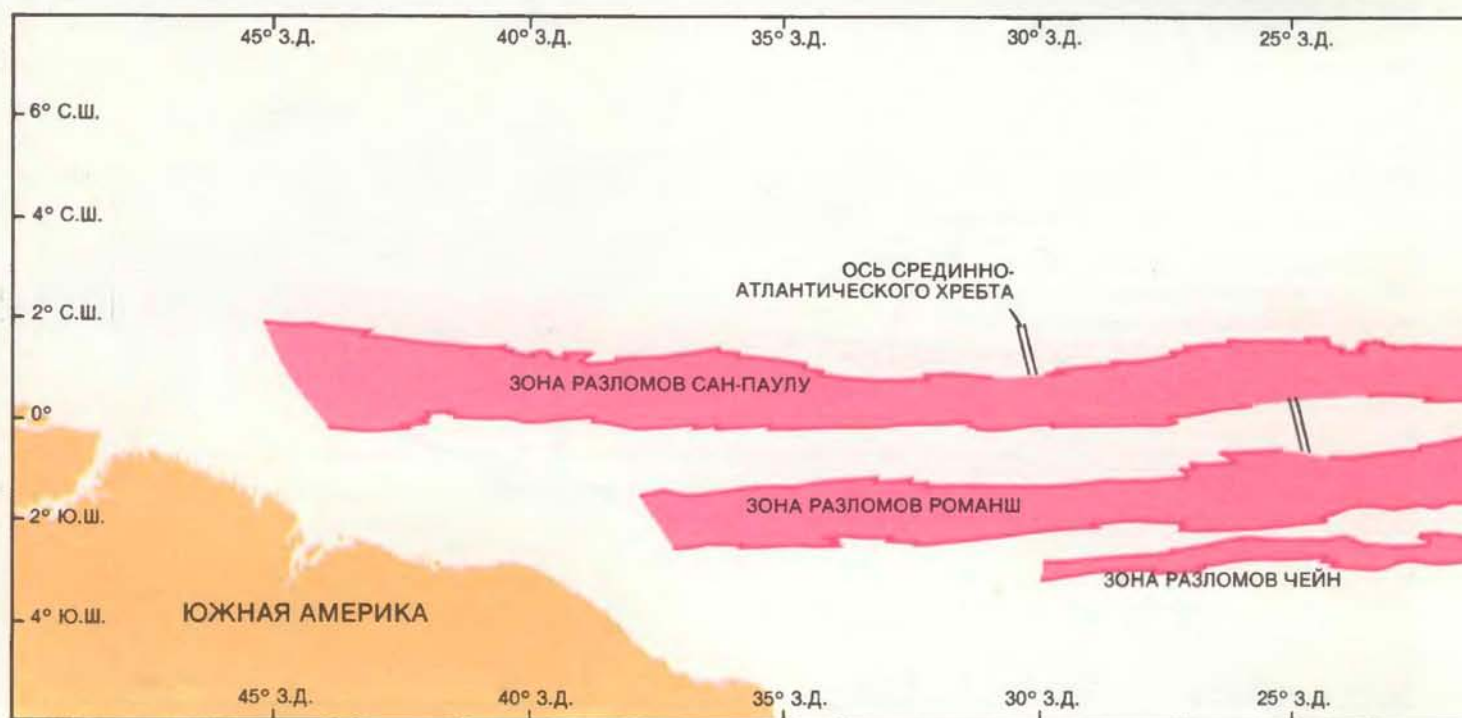 45° З.Д.
40° З.Д.
35° З.Д.
30° З.Д.
25° З.Д.
6° С.Ш.
4° С.Ш.
ОСЬ СРЕДИННО-
АТЛАНТИЧЕСКОГО ХРЕБТА
2° С.Ш.
ЗОНА РАЗЛОМОВ САН-ПАУЛУ
0°
ЗОНА РАЗЛОМОВ РОМАНШ
2° Ю.Ш.
ЗОНА РАЗЛОМОВ ЧЕЙН
ЮЖНАЯ АМЕРИКА
4° Ю.Ш.
45° З.Д.
40° З.Д.
35° З.Д.
30° З.Д.
25° З.Д.